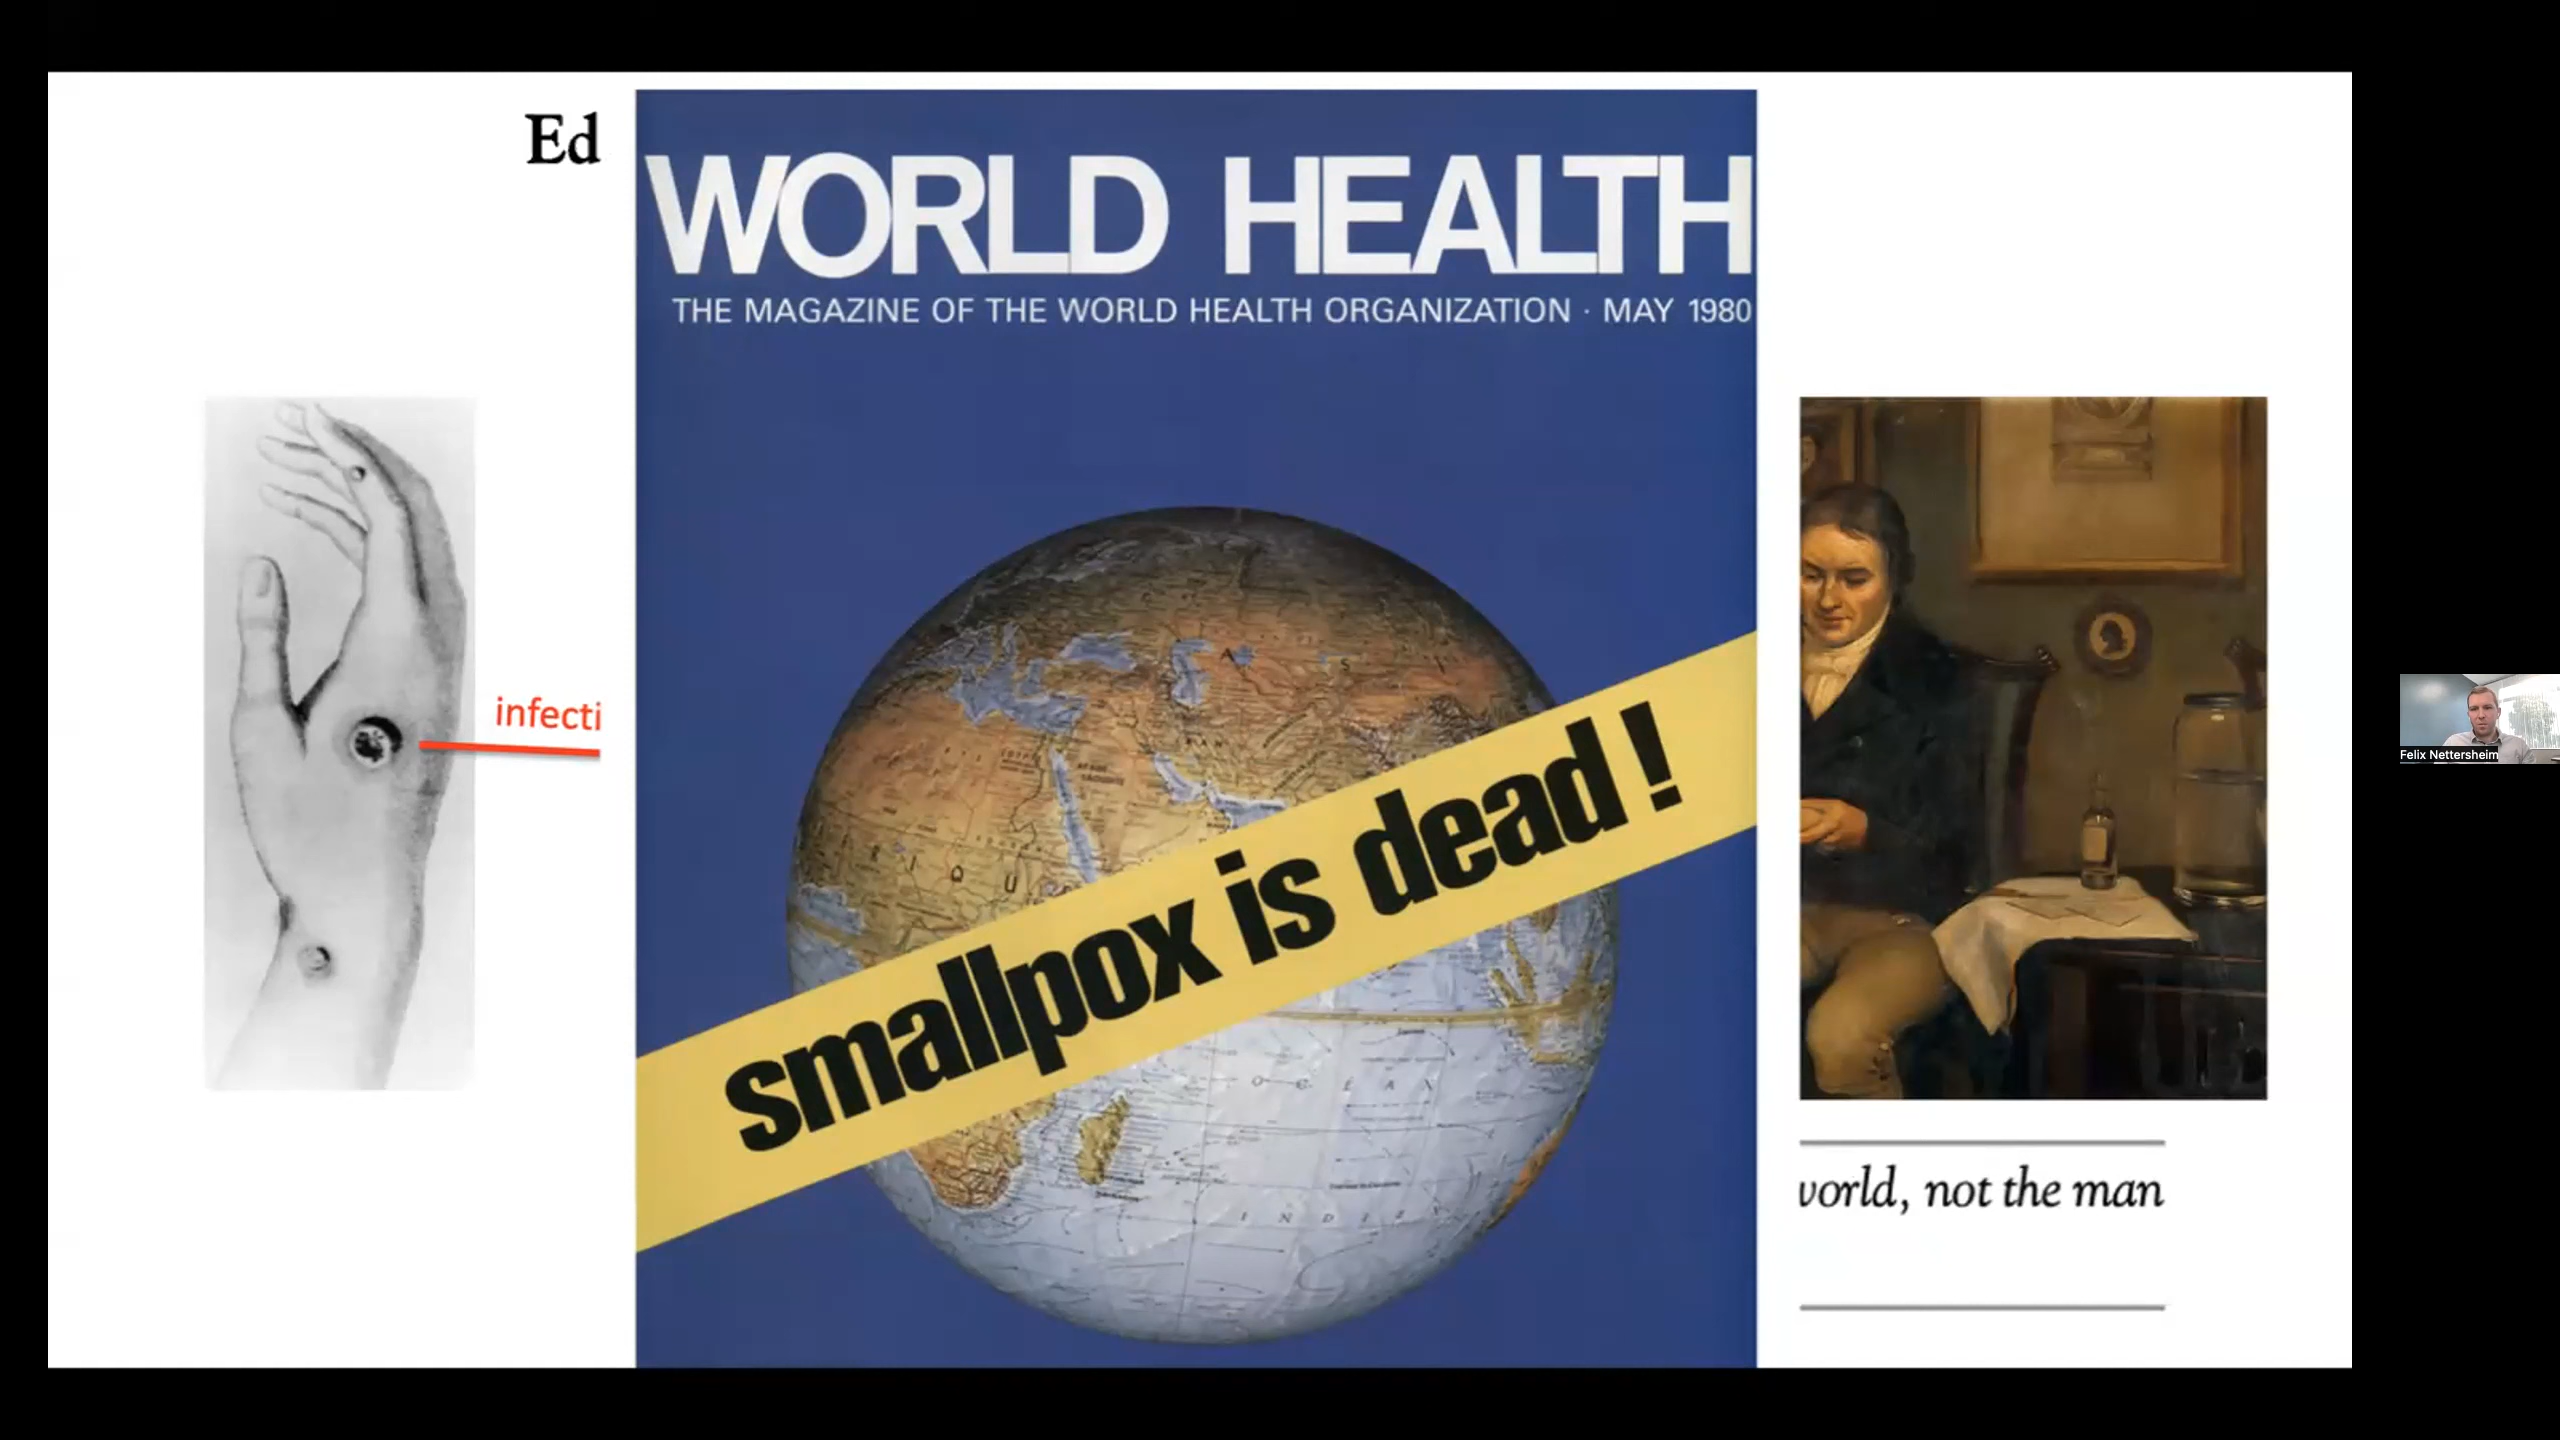 Ed
WORLD HEALTH
THE MAGAZINE OF THE WORLD HEALTH ORGANIZATION · MAY 1980
A S I
I Q U
infecti
smallpox is dead!
O C E A N
I N D I
world, not the man
Felix Nettersheim